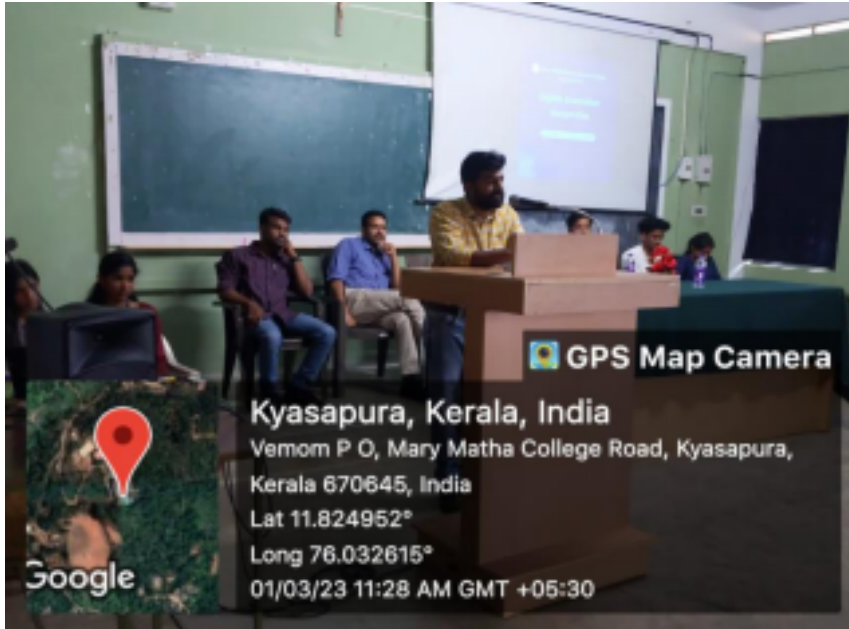 GPS Map Camera
Kyasapura, Kerala, India
Vemom P O, Mary Matha College Road, Kyasapura,
Kerala 670645, India
Lat 11.824952°
Long 76.032615°
01/03/23 11:28 AM GMT +05:30
Google